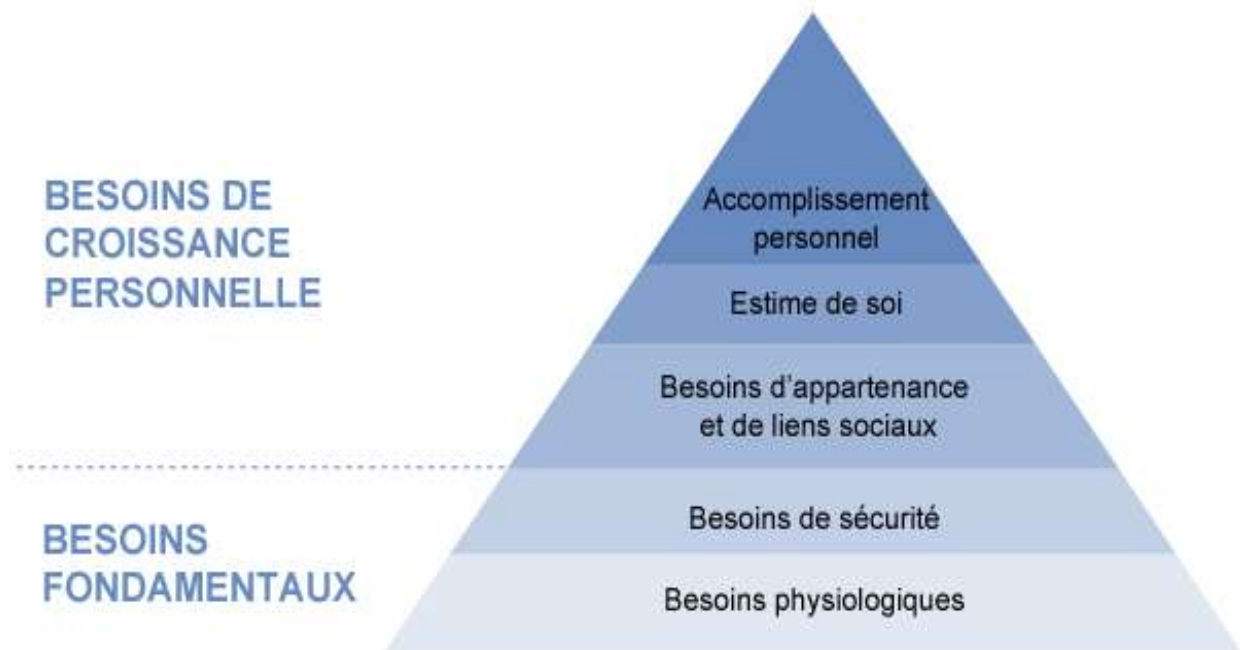 BESOINS DE
CROISSANCE
PERSONNELLE
Accomplissement
personnel
Estime de soi
Besoins d’appartenance
et de liens sociaux
BESOINS
FONDAMENTAUX
Besoins de sécurité
Besoins physiologiques